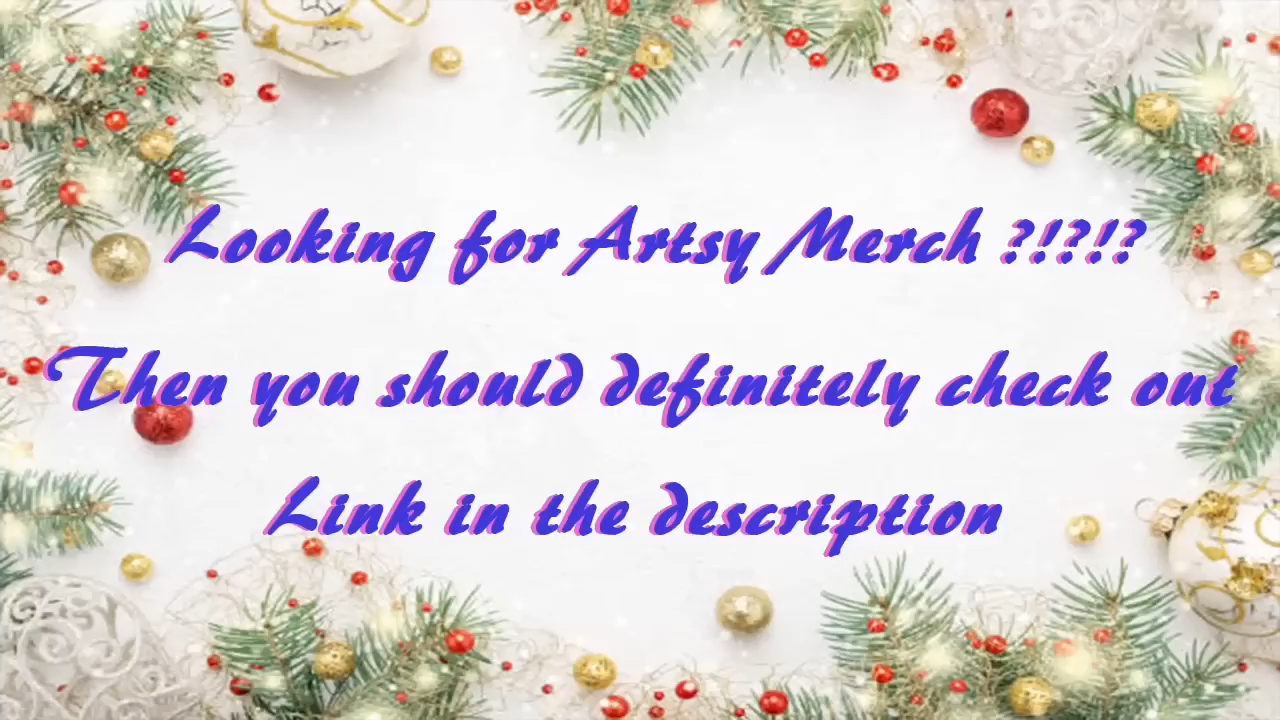 Looking for Artsy Merch ?!?!?
Then you should definitely check out
Link in the description